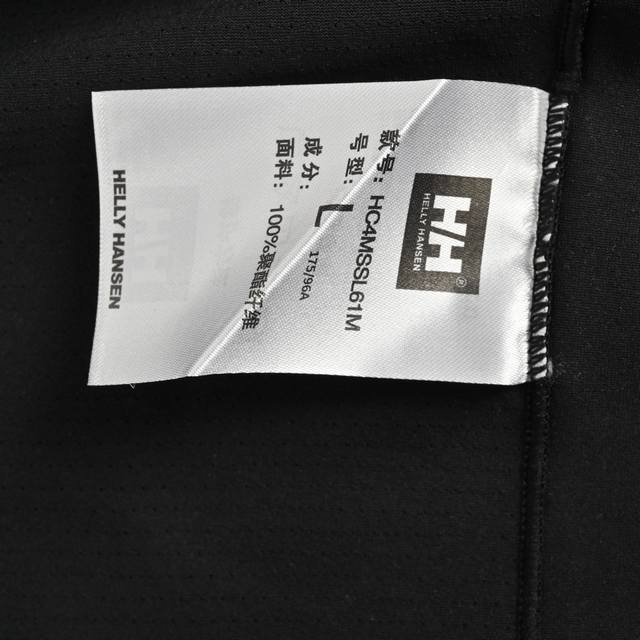 H/H®
HELLY HANSEN
款号: HC4MSSL61M
号型: L 175/96A
成分:
面料: 100%聚酯纤维
HELLY HANSEN